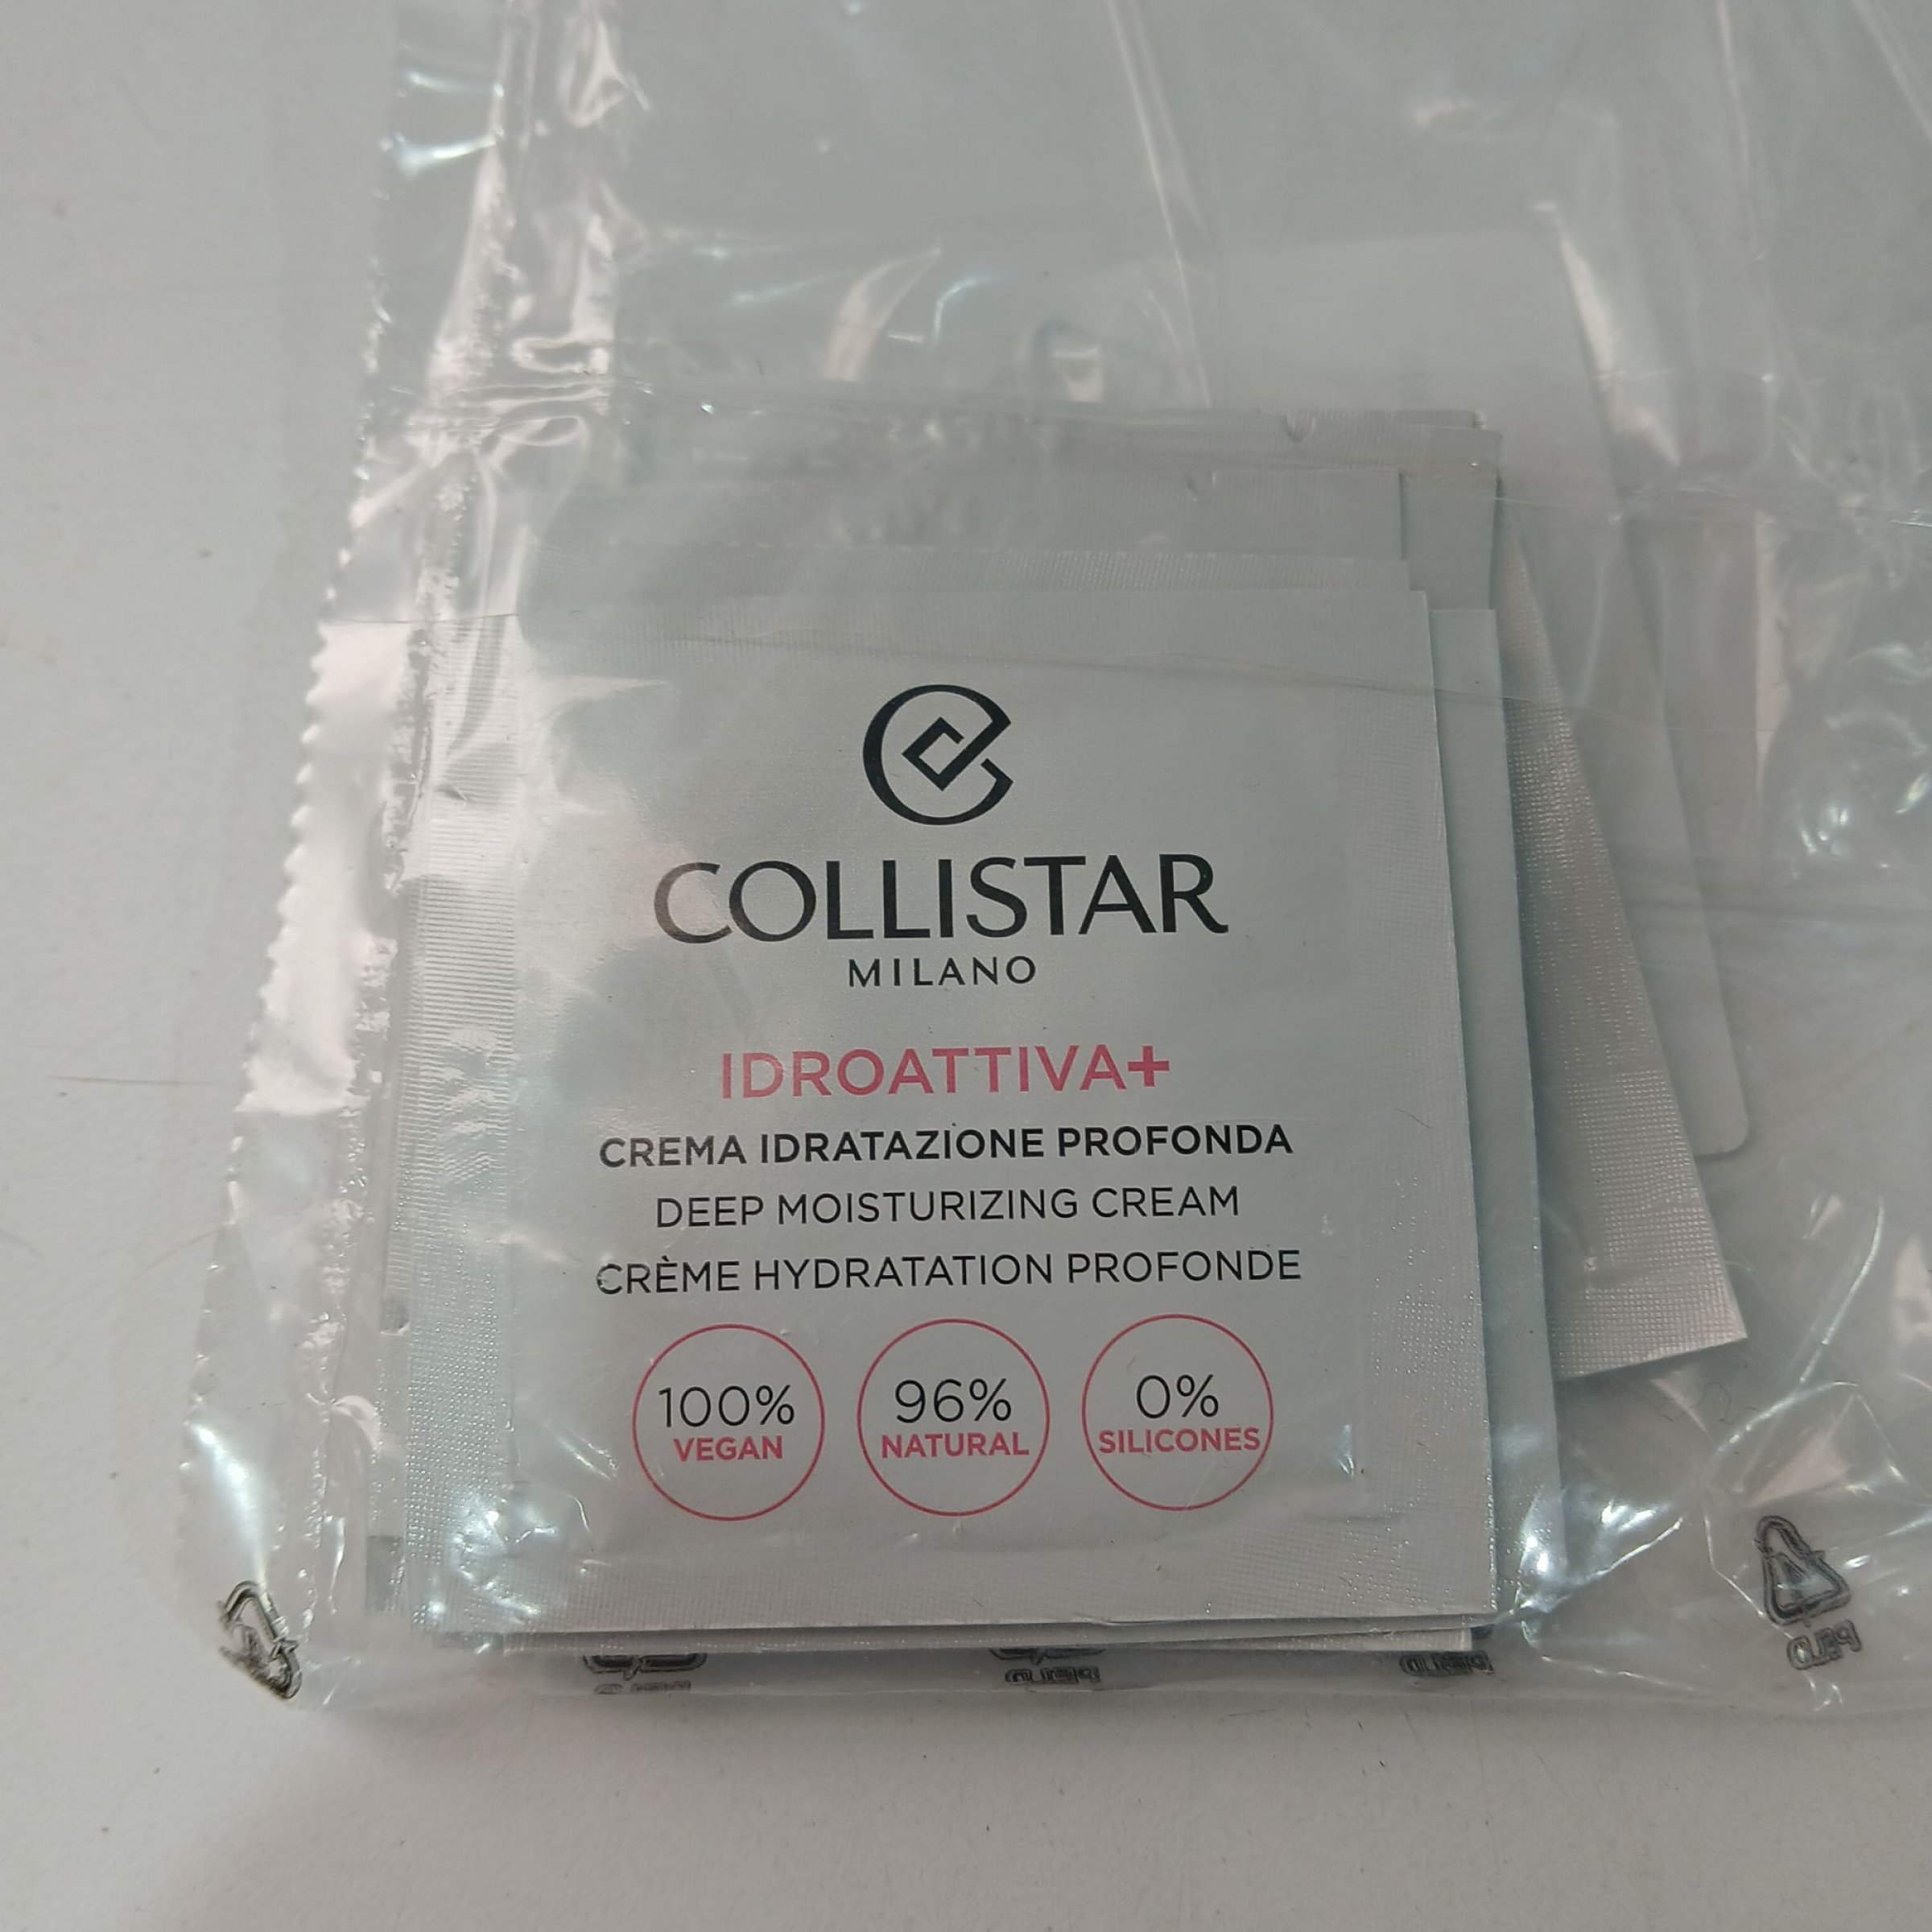 COLLISTAR
MILANO
IDROATTIVA+
CREMA IDRATAZIONE PROFONDA
DEEP MOISTURIZING CREAM
CRÈME HYDRATATION PROFONDE
100%
VEGAN
96%
NATURAL
0%
SILICONES